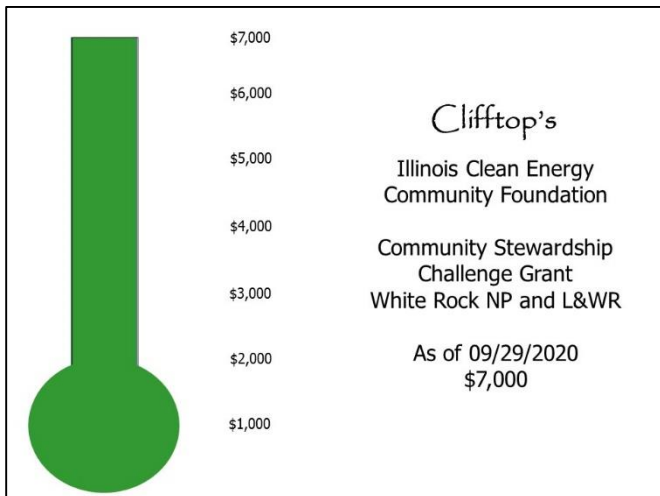 $7,000
$6,000
$5,000
$4,000
$3,000
$2,000
$1,000
Clifftop's
Illinois Clean Energy
Community Foundation
Community Stewardship
Challenge Grant
White Rock NP and L&WR
As of 09/29/2020
$7,000